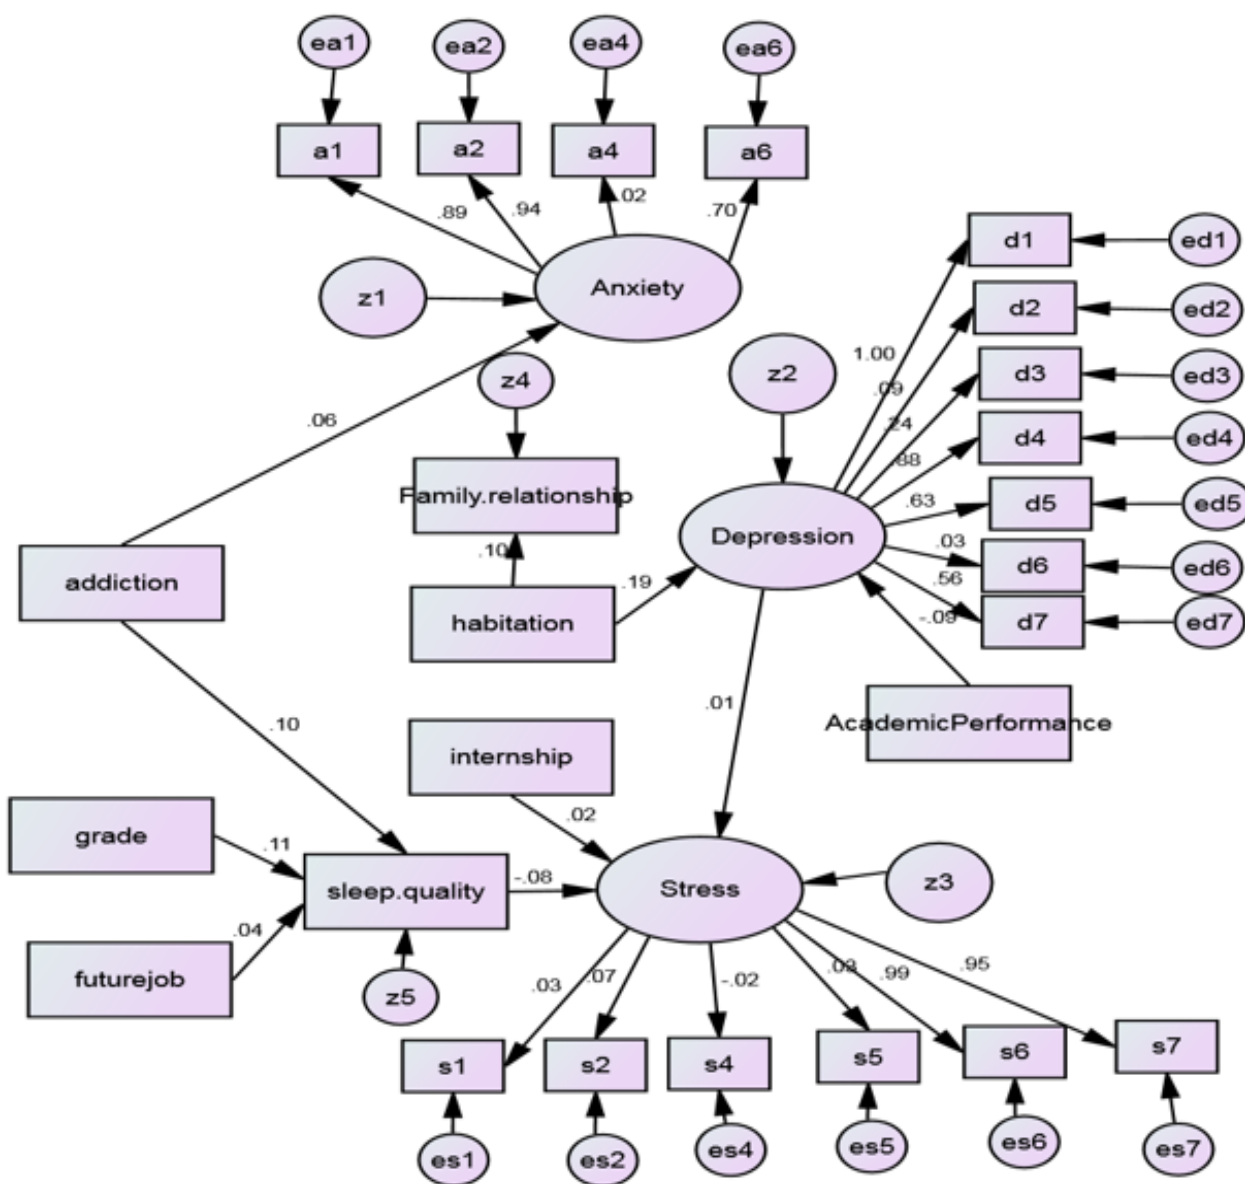 ea1 ea2 ea4 ea6
a1 a2 a4 a6
.89 .94 .02 .70
Anxiety
z1
d1 ed1
d2 ed2
d3 ed3
d4 ed4
d5 ed5
d6 ed6
d7 ed7
1.00
.09
.24
.88
.63
.03
.56
-.09
z2
z4
.06
Family.relationship
.10
Depression
addiction
habitation
.19
AcademicPerformance
.01
.10
internship
.02
grade
.11
sleep.quality
-.08
Stress
z3
futurejob
.04
z5
.03 .07 -.02 .03 .99 .95
s1 s2 s4 s5 s6 s7
es1 es2 es4 es5 es6 es7